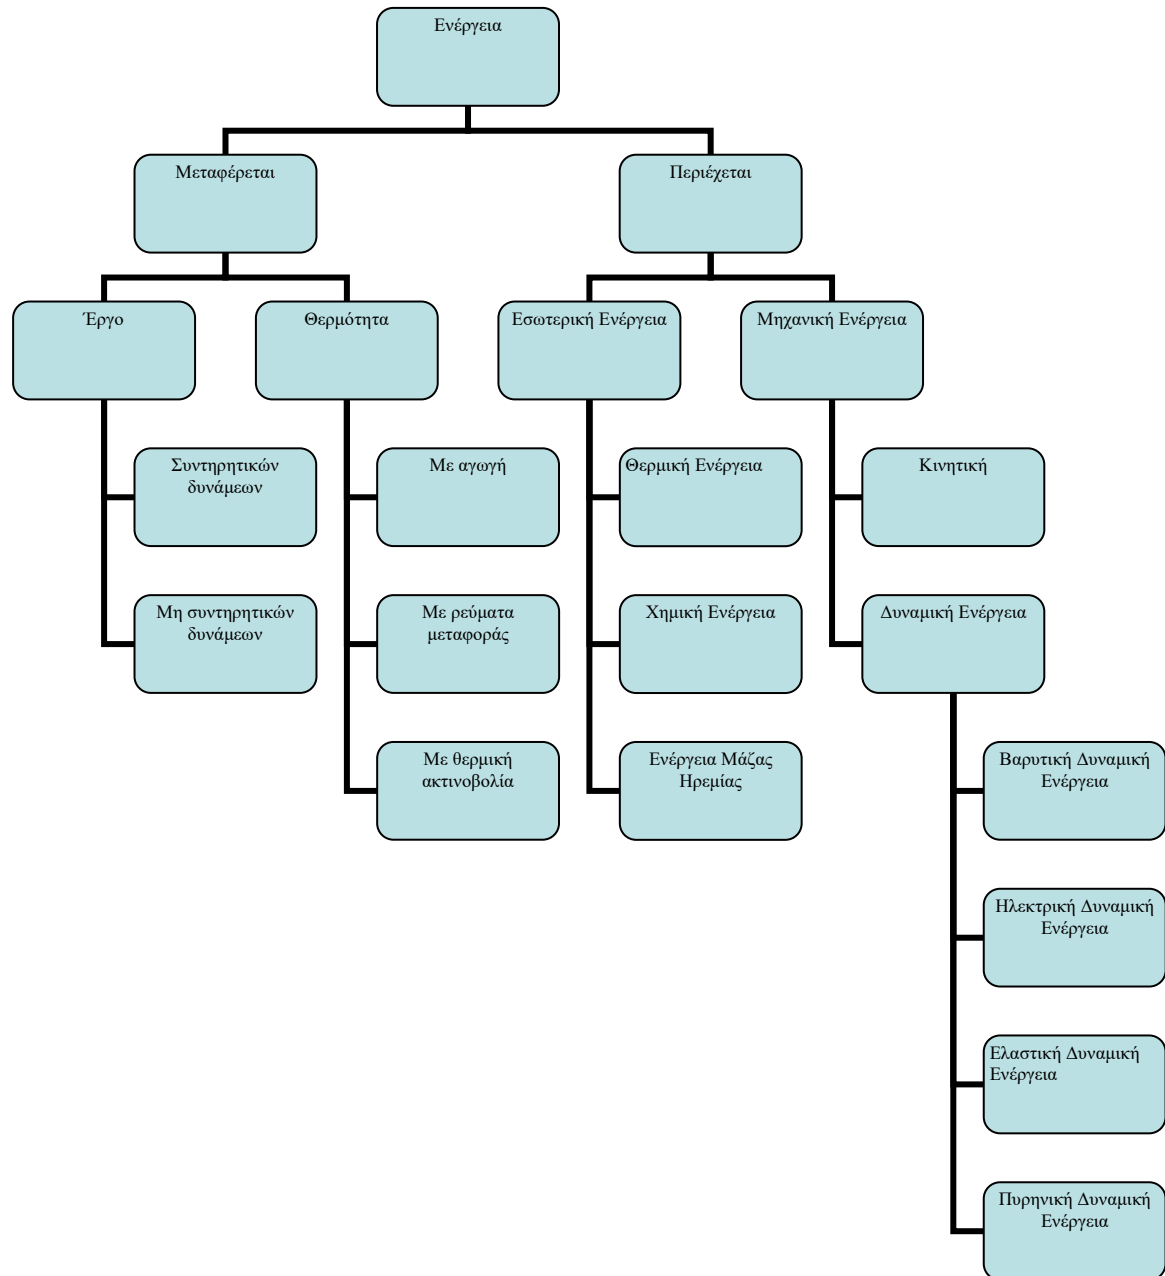 Ενέργεια
Μεταφέρεται
Περιέχεται
Έργο
Θερμότητα
Εσωτερική Ενέργεια
Μηχανική Ενέργεια
Συντηρητικών
δυνάμεων
Με αγωγή
Θερμική Ενέργεια
Κινητική
Μη συντηρητικών
δυνάμεων
Με ρεύματα
μεταφοράς
Χημική Ενέργεια
Δυναμική Ενέργεια
Με θερμική
ακτινοβολία
Ενέργεια Μάζας
Ηρεμίας
Βαρυτική Δυναμική
Ενέργεια
Ηλεκτρική Δυναμική
Ενέργεια
Ελαστική Δυναμική
Ενέργεια
Πυρηνική Δυναμική
Ενέργεια